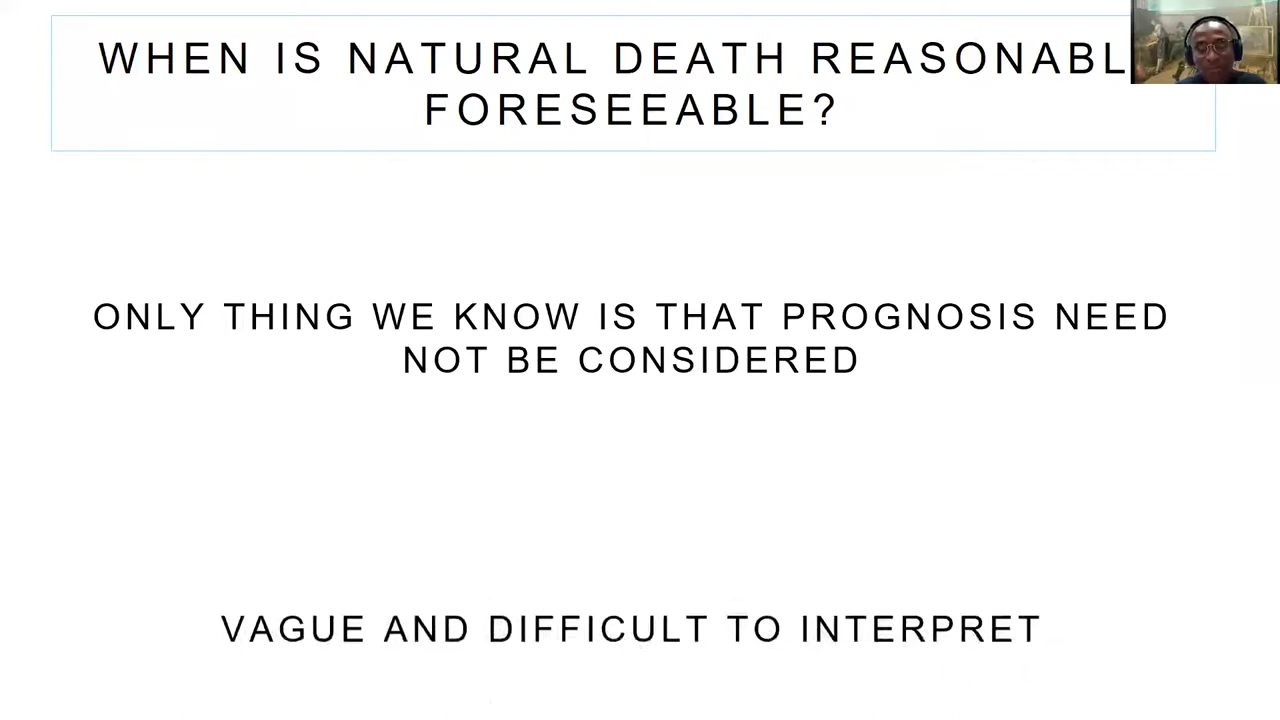 WHEN IS NATURAL DEATH REASONABL
FORESEEABLE?
ONLY THING WE KNOW IS THAT PROGNOSIS NEED
NOT BE CONSIDERED
VAGUE AND DIFFICULT TO INTERPRET